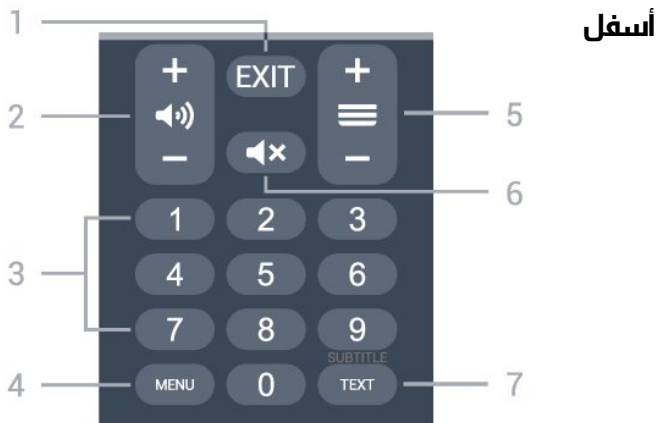 أسفل
1
+ EXIT +
2
5
- -
6
1 2 3
3
4 5 6
7 8 9
SUBTITLE
4 MENU 0 TEXT 7